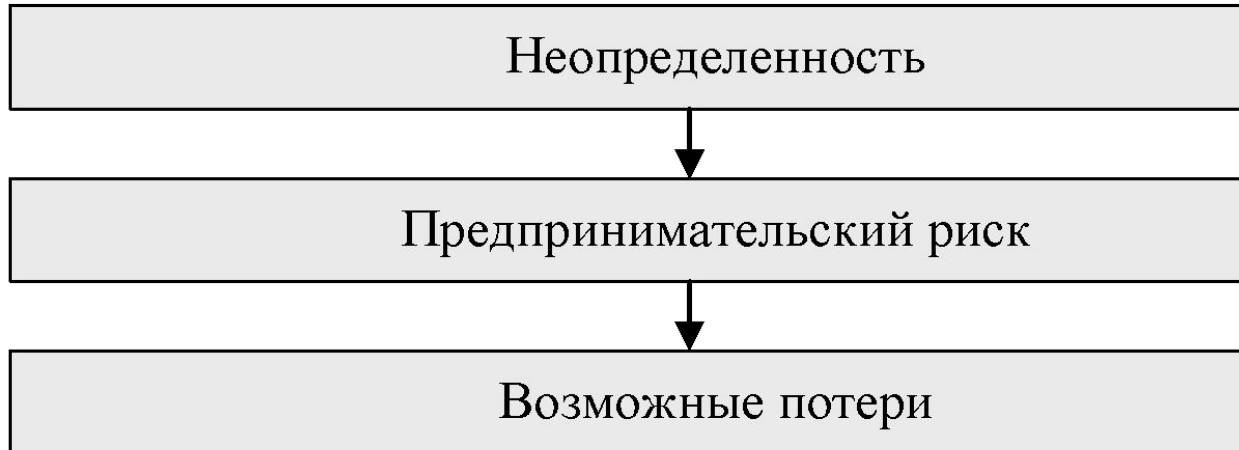 Неопределенность
Предпринимательский риск
Возможные потери